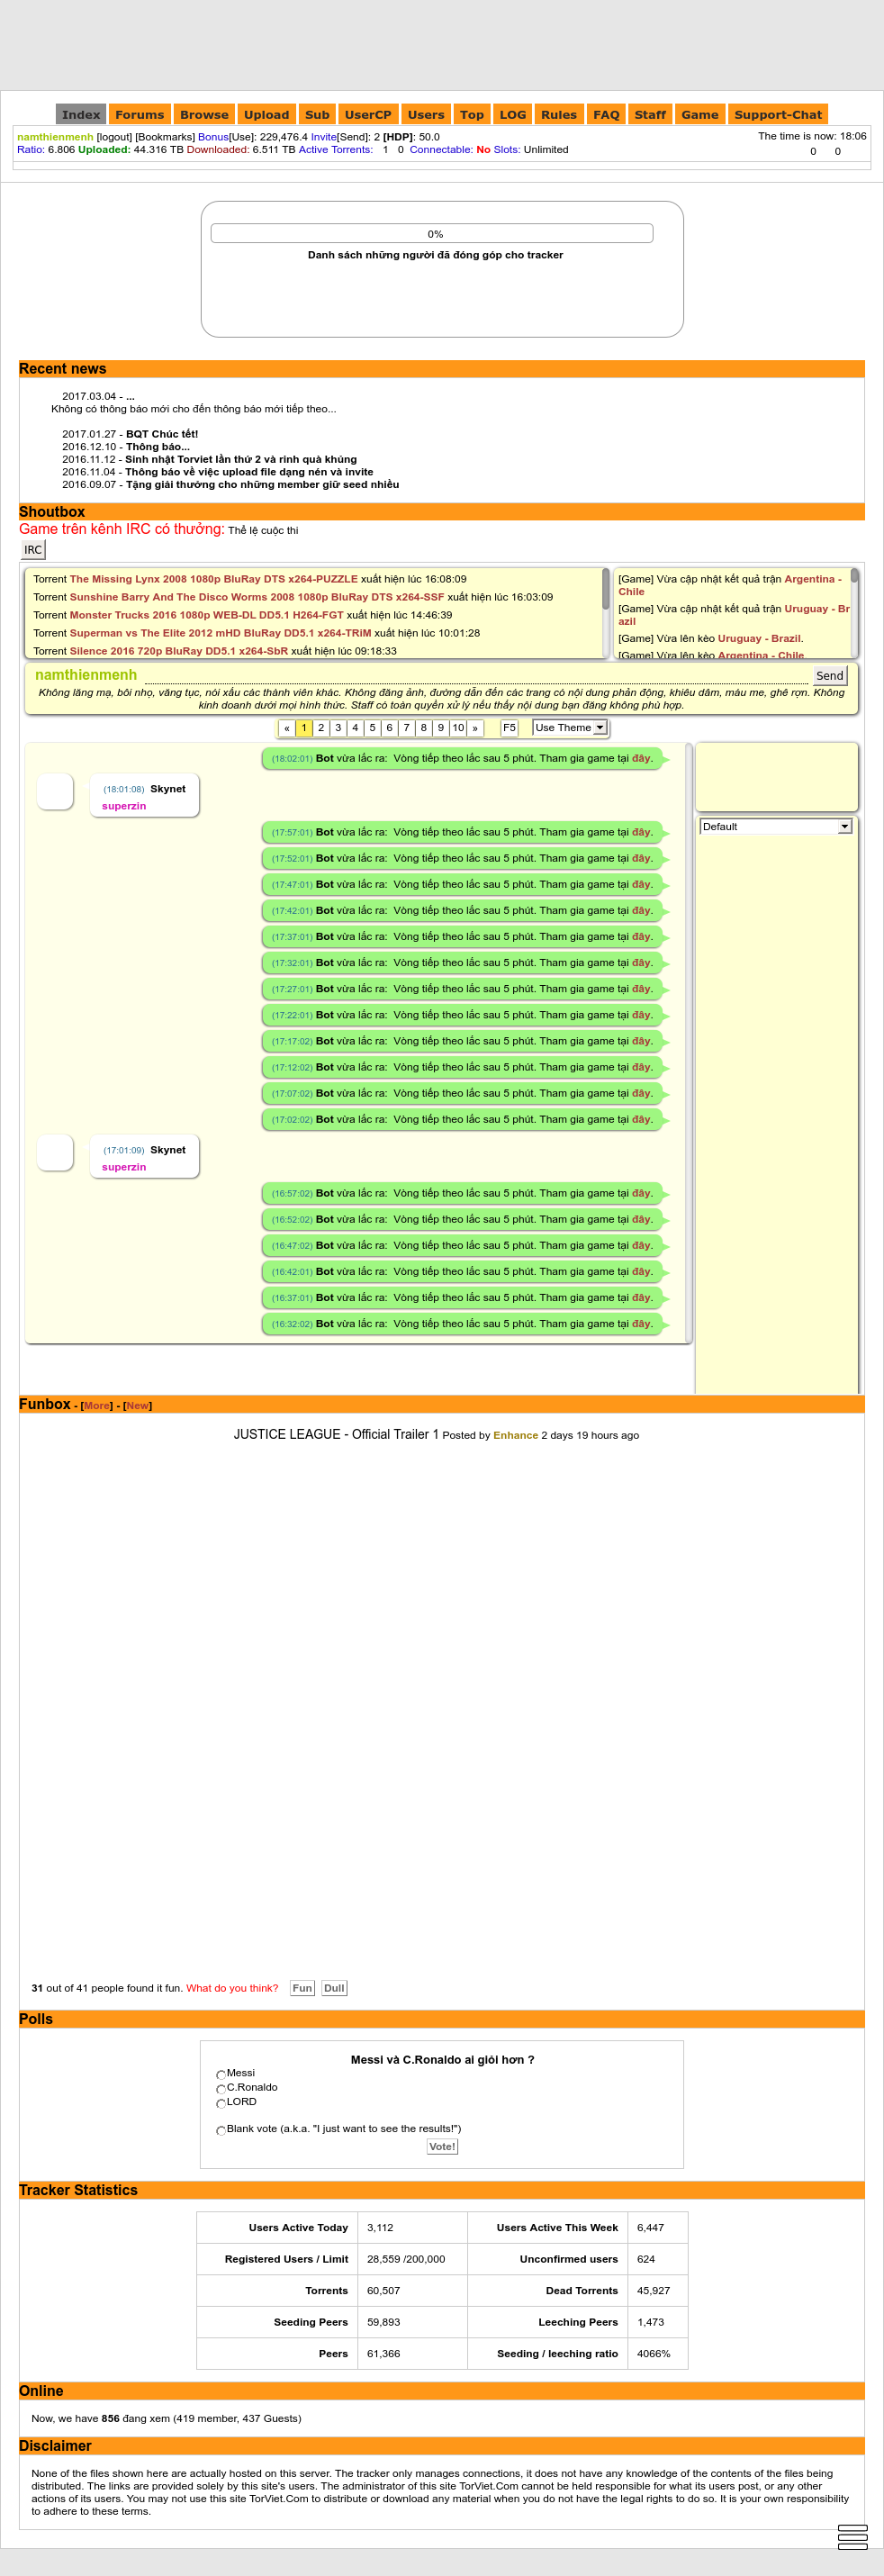 Index Forums Browse Upload Sub UserCP Users Top LOG Rules FAQ Staff Game Support-Chat
namthienmenh [logout] [Bookmarks] Bonus[Use]: 229,476.4 Invite[Send]: 2 [HDP]: 50.0 The time is now: 18:06
Ratio: 6.806 Uploaded: 44.316 TB Downloaded: 6.511 TB Active Torrents: 1 0 Connectable: No Slots: Unlimited 0 0
0%
Danh sách những người đã đóng góp cho tracker
Recent news
2017.03.04 - ...
Không có thông báo mới cho đến thông báo mới tiếp theo...
2017.01.27 - BQT Chúc tết!
2016.12.10 - Thông báo...
2016.11.12 - Sinh nhật Torviet lần thứ 2 và rinh quà khủng
2016.11.04 - Thông báo về việc upload file dạng nén và invite
2016.09.07 - Tặng giải thưởng cho những member giữ seed nhiều
Shoutbox
Game trên kênh IRC có thưởng: Thể lệ cuộc thi
IRC
Torrent The Missing Lynx 2008 1080p BluRay DTS x264-PUZZLE xuất hiện lúc 16:08:09
Torrent Sunshine Barry And The Disco Worms 2008 1080p BluRay DTS x264-SSF xuất hiện lúc 16:03:09
Torrent Monster Trucks 2016 1080p WEB-DL DD5.1 H264-FGT xuất hiện lúc 14:46:39
Torrent Superman vs The Elite 2012 mHD BluRay DD5.1 x264-TRiM xuất hiện lúc 10:01:28
Torrent Silence 2016 720p BluRay DD5.1 x264-SbR xuất hiện lúc 09:18:33
[Game] Vừa cập nhật kết quả trận Argentina -
Chile
[Game] Vừa cập nhật kết quả trận Uruguay - Br
azil
[Game] Vừa lên kèo Uruguay - Brazil.
[Game] Vừa lên kèo Argentina - Chile
namthienmenh Send
Không lăng mạ, bôi nhọ, văng tục, nói xấu các thành viên khác. Không đăng ảnh, đường dẫn đến các trang có nội dung phản động, khiêu dâm, máu me, ghê rợn. Không
kinh doanh dưới mọi hình thức. Staff có toàn quyền xử lý nếu thấy nội dung bạn đăng không phù hợp.
« 1 2 3 4 5 6 7 8 9 10 » F5 Use Theme
(18:02:01) Bot vừa lắc ra: Vòng tiếp theo lắc sau 5 phút. Tham gia game tại đây.
(18:01:08) Skynet
superzin
Default
(17:57:01) Bot vừa lắc ra: Vòng tiếp theo lắc sau 5 phút. Tham gia game tại đây.
(17:52:01) Bot vừa lắc ra: Vòng tiếp theo lắc sau 5 phút. Tham gia game tại đây.
(17:47:01) Bot vừa lắc ra: Vòng tiếp theo lắc sau 5 phút. Tham gia game tại đây.
(17:42:01) Bot vừa lắc ra: Vòng tiếp theo lắc sau 5 phút. Tham gia game tại đây.
(17:37:01) Bot vừa lắc ra: Vòng tiếp theo lắc sau 5 phút. Tham gia game tại đây.
(17:32:01) Bot vừa lắc ra: Vòng tiếp theo lắc sau 5 phút. Tham gia game tại đây.
(17:27:01) Bot vừa lắc ra: Vòng tiếp theo lắc sau 5 phút. Tham gia game tại đây.
(17:22:01) Bot vừa lắc ra: Vòng tiếp theo lắc sau 5 phút. Tham gia game tại đây.
(17:17:02) Bot vừa lắc ra: Vòng tiếp theo lắc sau 5 phút. Tham gia game tại đây.
(17:12:02) Bot vừa lắc ra: Vòng tiếp theo lắc sau 5 phút. Tham gia game tại đây.
(17:07:02) Bot vừa lắc ra: Vòng tiếp theo lắc sau 5 phút. Tham gia game tại đây.
(17:02:02) Bot vừa lắc ra: Vòng tiếp theo lắc sau 5 phút. Tham gia game tại đây.
(17:01:09) Skynet
superzin
(16:57:02) Bot vừa lắc ra: Vòng tiếp theo lắc sau 5 phút. Tham gia game tại đây.
(16:52:02) Bot vừa lắc ra: Vòng tiếp theo lắc sau 5 phút. Tham gia game tại đây.
(16:47:02) Bot vừa lắc ra: Vòng tiếp theo lắc sau 5 phút. Tham gia game tại đây.
(16:42:01) Bot vừa lắc ra: Vòng tiếp theo lắc sau 5 phút. Tham gia game tại đây.
(16:37:01) Bot vừa lắc ra: Vòng tiếp theo lắc sau 5 phút. Tham gia game tại đây.
(16:32:02) Bot vừa lắc ra: Vòng tiếp theo lắc sau 5 phút. Tham gia game tại đây.
Funbox - [More] - [New]
JUSTICE LEAGUE - Official Trailer 1 Posted by Enhance 2 days 19 hours ago
31 out of 41 people found it fun. What do you think? Fun Dull
Polls
Messi và C.Ronaldo ai giỏi hơn ?
Messi
C.Ronaldo
LORD
Blank vote (a.k.a. "I just want to see the results!")
Vote!
Tracker Statistics
Users Active Today 3,112 Users Active This Week 6,447
Registered Users / Limit 28,559 /200,000 Unconfirmed users 624
Torrents 60,507 Dead Torrents 45,927
Seeding Peers 59,893 Leeching Peers 1,473
Peers 61,366 Seeding / leeching ratio 4066%
Online
Now, we have 856 đang xem (419 member, 437 Guests)
Disclaimer
None of the files shown here are actually hosted on this server. The tracker only manages connections, it does not have any knowledge of the contents of the files being
distributed. The links are provided solely by this site's users. The administrator of this site TorViet.Com cannot be held responsible for what its users post, or any other
actions of its users. You may not use this site TorViet.Com to distribute or download any material when you do not have the legal rights to do so. It is your own responsibility
to adhere to these terms.